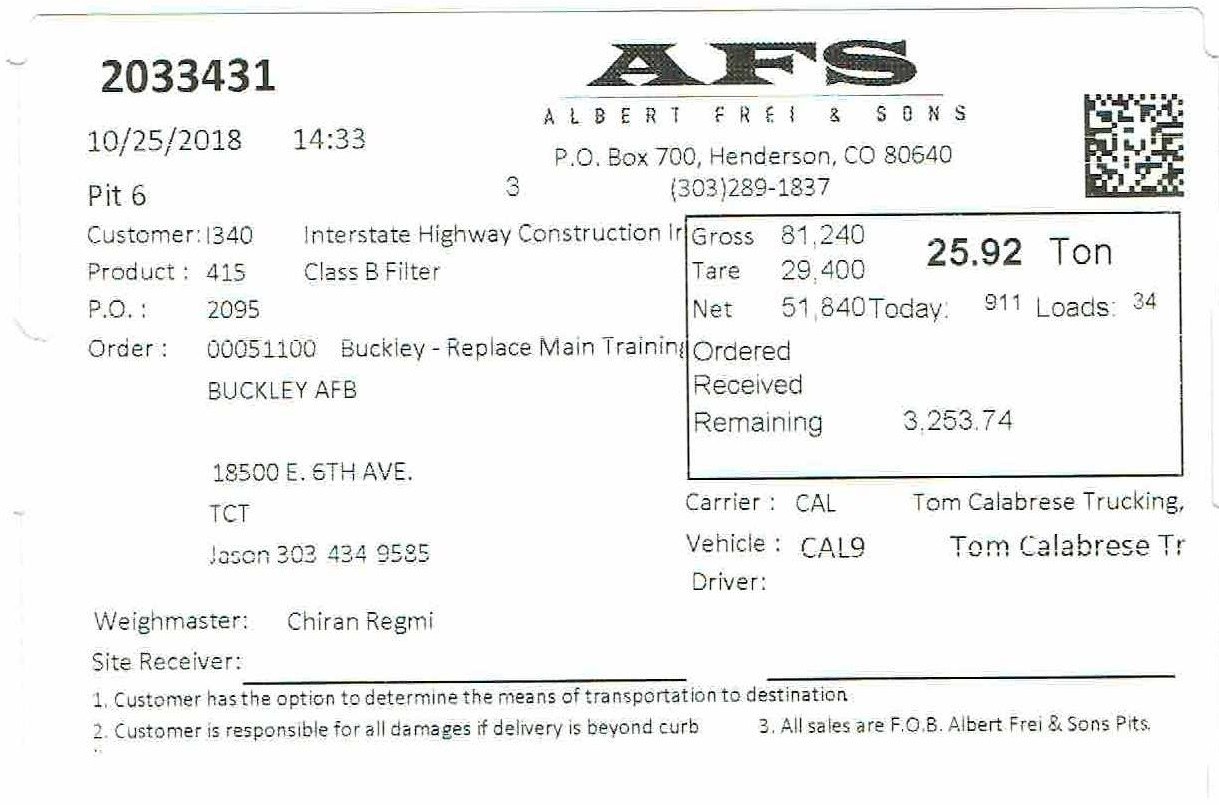 2033431
AFS
ALBERT FREI & SONS
10/25/2018 14:33
P.O. Box 700, Henderson, CO 80640
Pit 6 3 (303)289-1837
Customer: I340 Interstate Highway Construction Ir
Product : 415 Class B Filter
P.O. : 2095
Order : 00051100 Buckley - Replace Main Training
BUCKLEY AFB
18500 E. 6TH AVE.
TCT
Jason 303 434 9585
Gross 81,240 25.92 Ton
Tare 29,400
Net 51,840 Today: 911 Loads: 34
Ordered
Received
Remaining 3,253.74
Carrier : CAL Tom Calabrese Trucking,
Vehicle : CAL9 Tom Calabrese Tr
Driver:
Weighmaster: Chiran Regmi
Site Receiver:
1. Customer has the option to determine the means of transportation to destination
2. Customer is responsible for all damages if delivery is beyond curb 3. All sales are F.O.B. Albert Frei & Sons Pits.